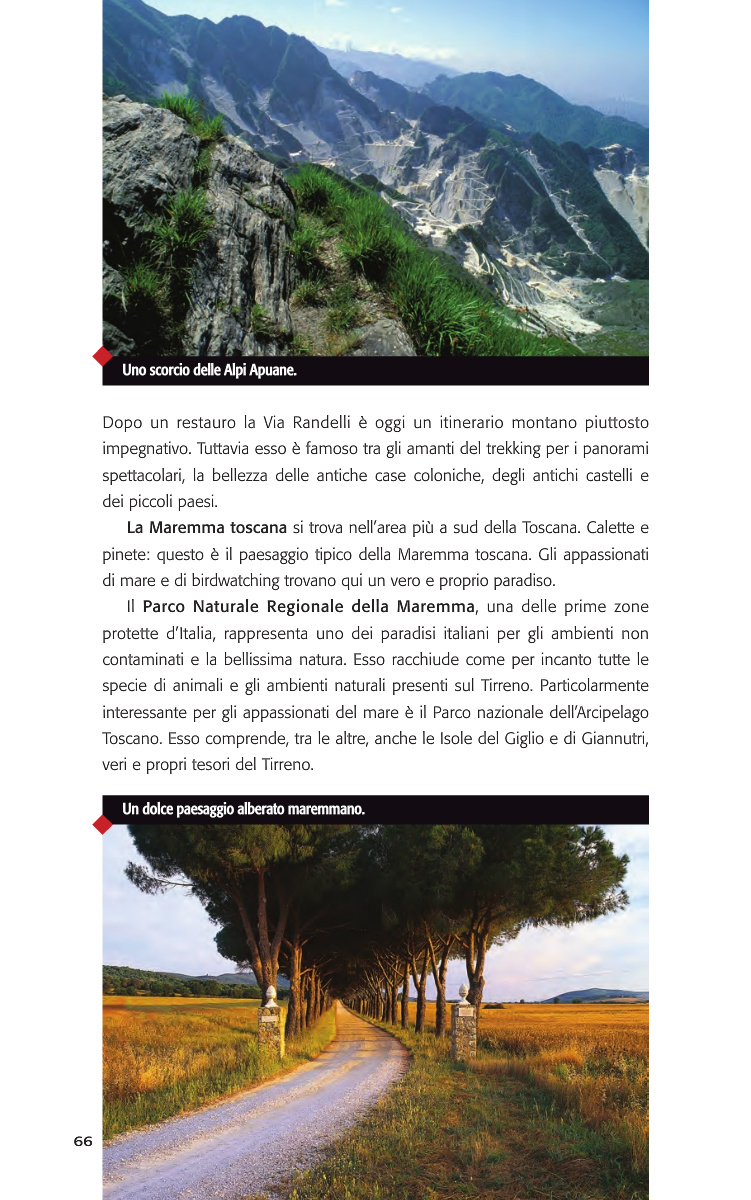 Uno scorcio delle Alpi Apuane.
Dopo un restauro la Via Randelli è oggi un itinerario montano piuttosto
impegnativo. Tuttavia esso è famoso tra gli amanti del trekking per i panorami
spettacolari, la bellezza delle antiche case coloniche, degli antichi castelli e
dei piccoli paesi.
La Maremma toscana si trova nell’area più a sud della Toscana. Calette e
pinete: questo è il paesaggio tipico della Maremma toscana. Gli appassionati
di mare e di birdwatching trovano qui un vero e proprio paradiso.
Il Parco Naturale Regionale della Maremma, una delle prime zone
protette d’Italia, rappresenta uno dei paradisi italiani per gli ambienti non
contaminati e la bellissima natura. Esso racchiude come per incanto tutte le
specie di animali e gli ambienti naturali presenti sul Tirreno. Particolarmente
interessante per gli appassionati del mare è il Parco nazionale dell’Arcipelago
Toscano. Esso comprende, tra le altre, anche le Isole del Giglio e di Giannutri,
veri e propri tesori del Tirreno.
Un dolce paesaggio alberato maremmano.
66